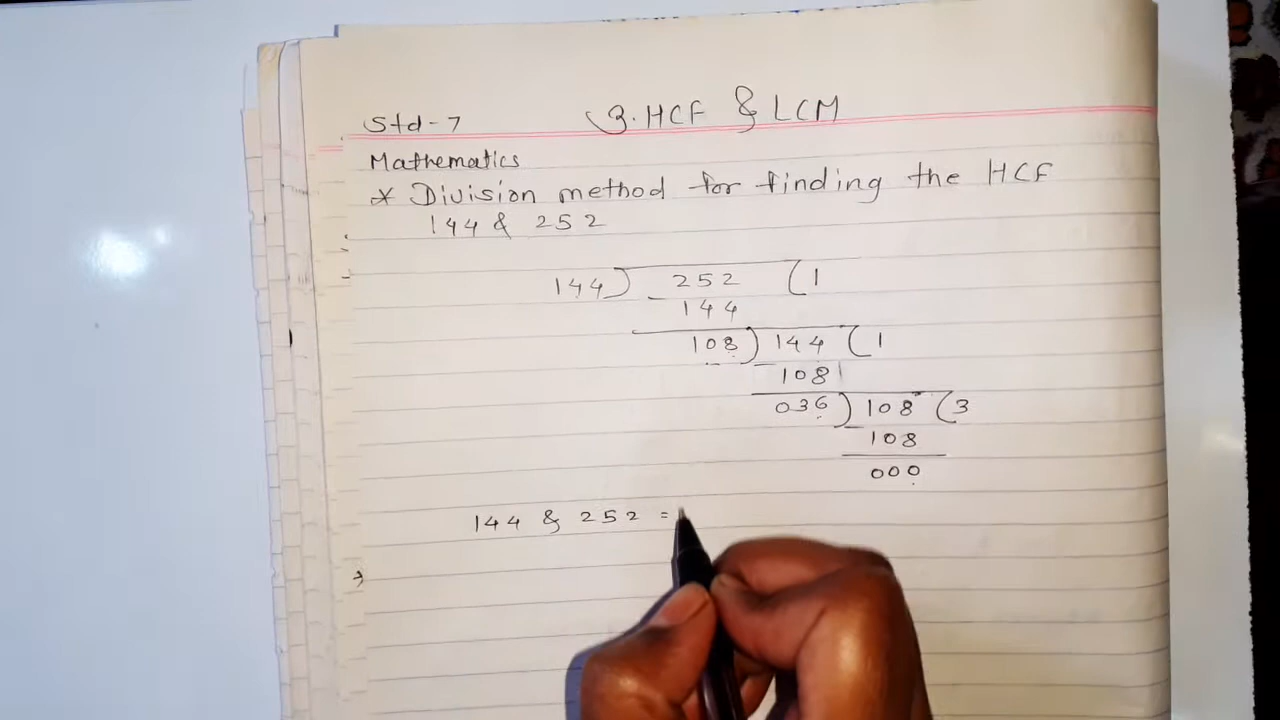 Std-7 3. HCF & LCM
Mathematics
* Division method for finding the HCF
144 & 252
144) 252 (1
144
108) 144 (1
108
036) 108 (3
108
000
144 & 252 =